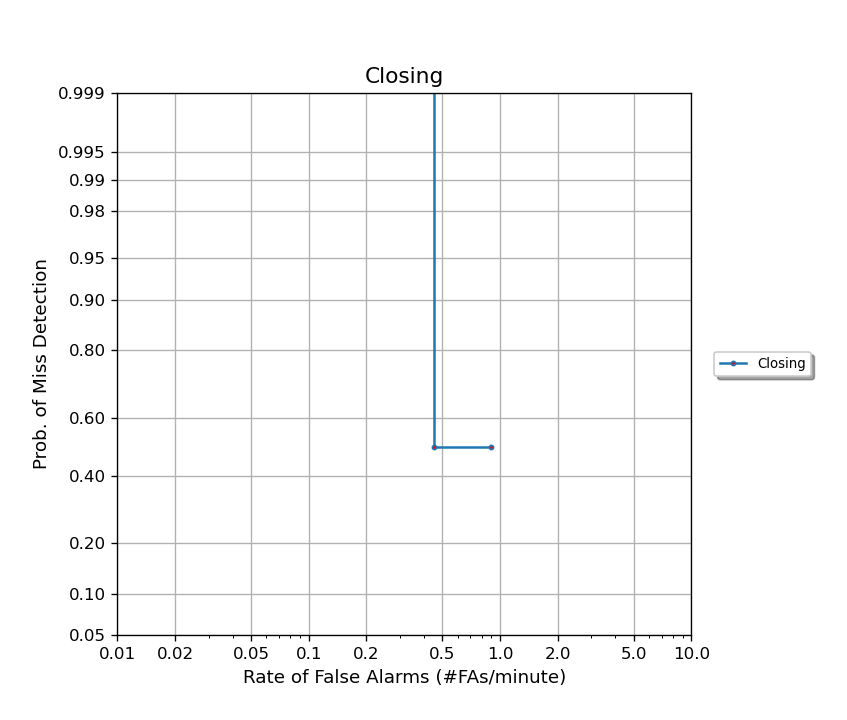 Closing
0.999
0.995
0.99
0.98
0.95
0.90
0.80
0.60
0.40
0.20
0.10
0.05
Prob. of Miss Detection
0.01 0.02 0.05 0.1 0.2 0.5 1.0 2.0 5.0 10.0
Rate of False Alarms (#FAs/minute)
Closing